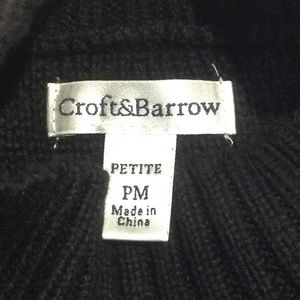 Croft&Barrow
PETITE
PM
Made in
China